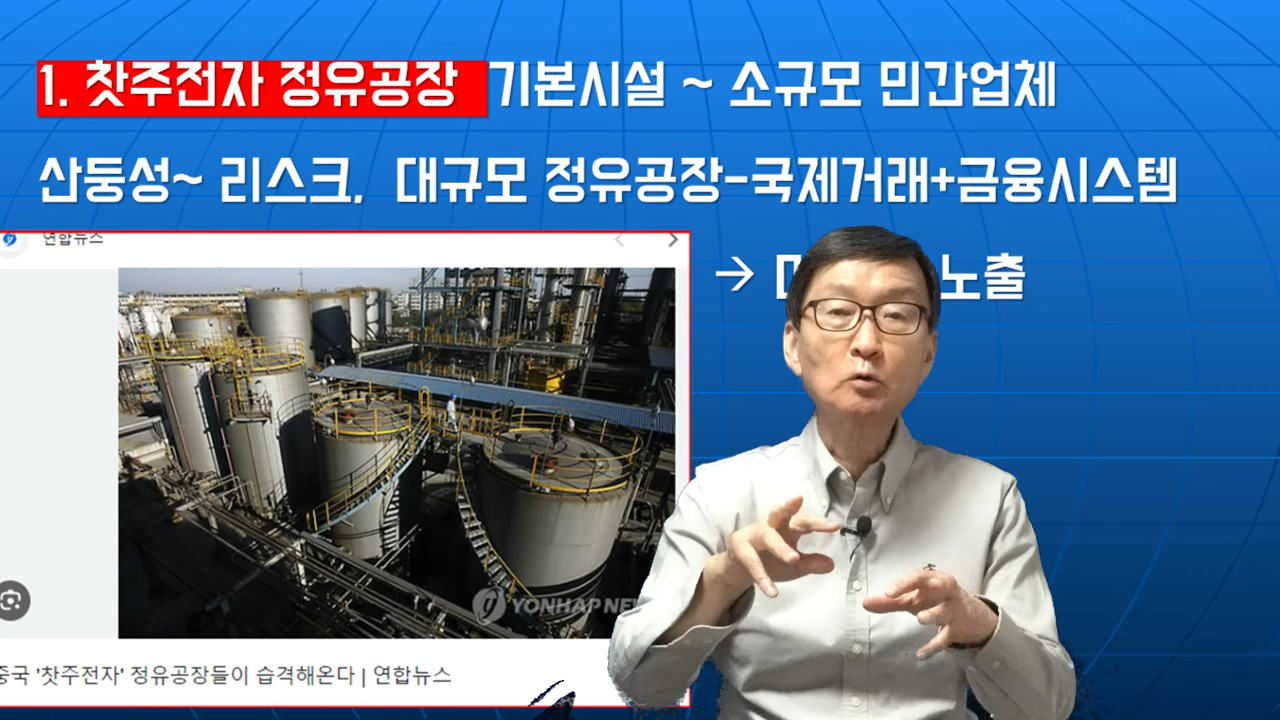 1. 찻주전자 정유공장 기본시설 ~ 소규모 민간업체
산둥성~ 리스크, 대규모 정유공장-국제거래+금융시스템
→ 노출
연합뉴스
YONHAP
중국 '찻주전자' 정유공장들이 습격해온다 | 연합뉴스